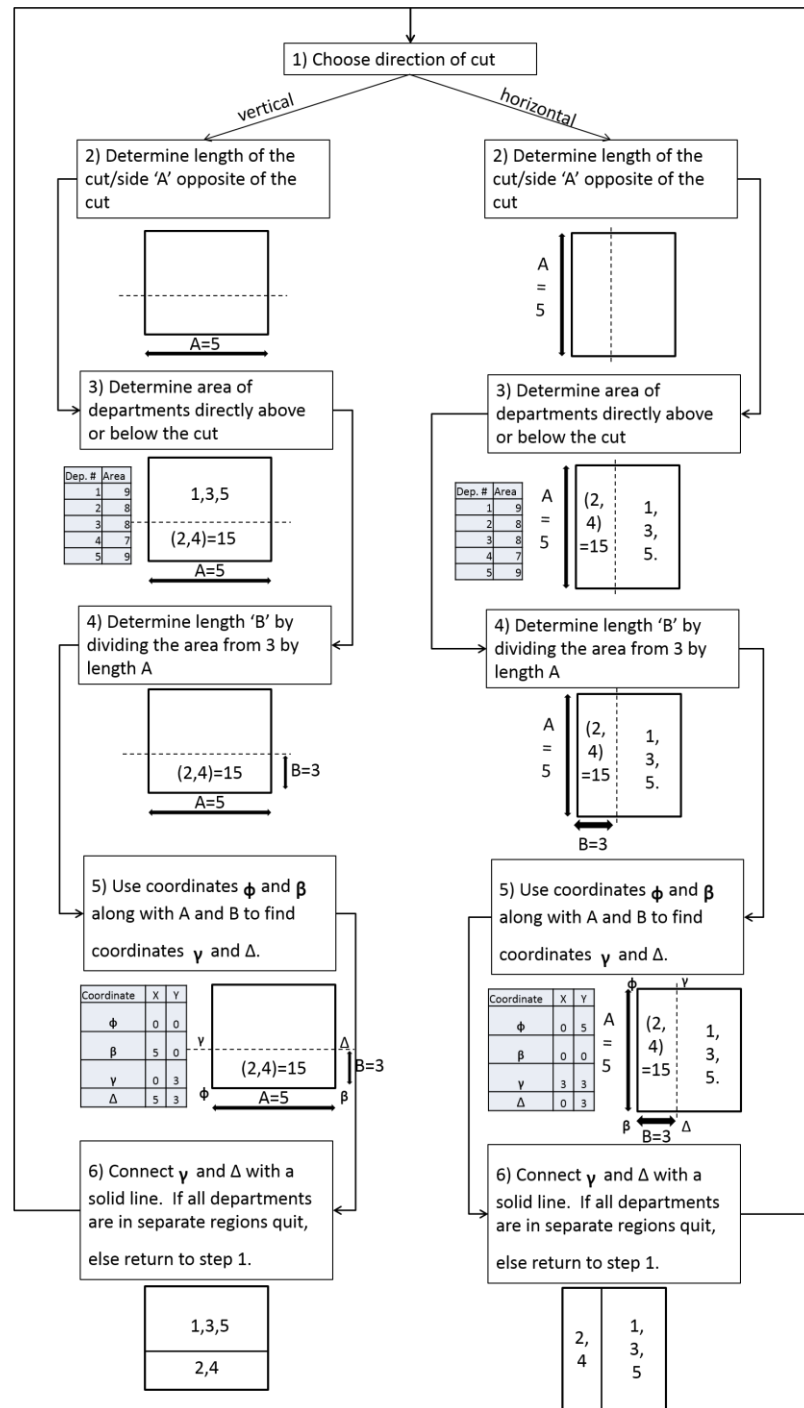 1) Choose direction of cut
vertical
horizontal
2) Determine length of the
cut/side ‘A’ opposite of the
cut
A=5
3) Determine area of
departments directly above
or below the cut
Dep. # Area
1 9
2 8
3 8
4 7
5 9
1,3,5
(2,4)=15
A=5
4) Determine length ‘B’ by
dividing the area from 3 by
length A
(2,4)=15
B=3
A=5
5) Use coordinates ϕ and β
along with A and B to find
coordinates γ and Δ.
Coordinate X Y
ϕ 0 0
β 5 0
γ 0 3
Δ 5 3
γ Δ
(2,4)=15 B=3
ϕ A=5 β
6) Connect γ and Δ with a
solid line. If all departments
are in separate regions quit,
else return to step 1.
1,3,5
2,4
2) Determine length of the
cut/side ‘A’ opposite of the
cut
A
=
5
3) Determine area of
departments directly above
or below the cut
Dep. # Area
1 9
2 8
3 8
4 7
5 9
A
=
5
(2,
4)
=15
1,
3,
5.
4) Determine length ‘B’ by
dividing the area from 3 by
length A
A
=
5
(2,
4)
=15
1,
3,
5.
B=3
5) Use coordinates ϕ and β
along with A and B to find
coordinates γ and Δ.
Coordinate X Y
ϕ 0 5
β 0 0
γ 3 3
Δ 0 3
ϕ γ
A
=
5
(2,
4)
=15
1,
3,
5.
β B=3 Δ
6) Connect γ and Δ with a
solid line. If all departments
are in separate regions quit,
else return to step 1.
2,
4
1,
3,
5